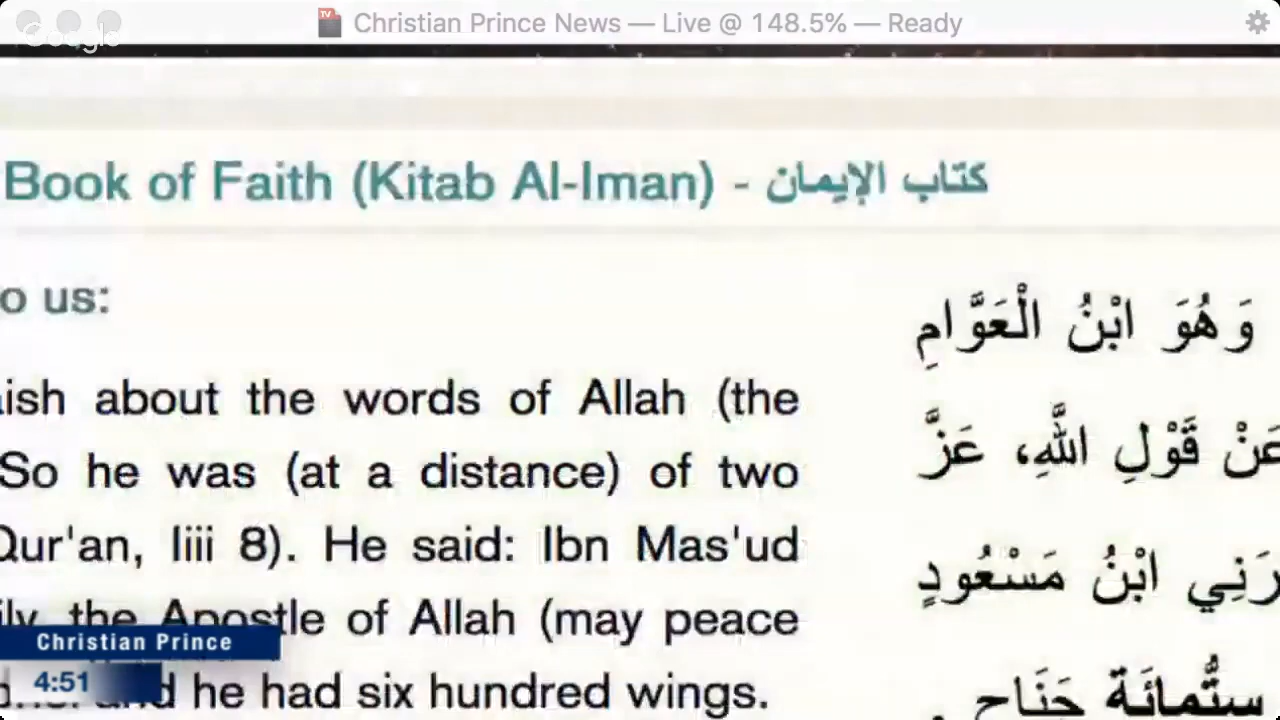 Christian Prince News — Live @ 148.5% — Ready
Book of Faith (Kitab Al-Iman) - كتاب الإيمان
o us:
وَهُوَ ابْنُ الْعَوَّامِ
ish about the words of Allah (the
عَنْ قَوْلِ اللَّهِ، عَزَّ
So he was (at a distance) of two
Qur'an, liii 8). He said: Ibn Mas'ud
رَنِي ابْنُ مَسْعُودٍ
ily, the Apostle of Allah (may peace
Christian Prince
and he had six hundred wings.
سِتُّمِائَةِ جَنَاحٍ .
4:51